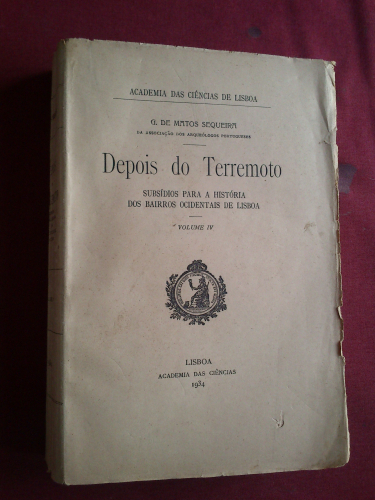 ACADEMIA DAS CIÊNCIAS DE LISBOA
G. DE MATOS SEQUEIRA
DA ASSOCIAÇÃO DOS ARQUEÓLOGOS PORTUGUESES
Depois do Terremoto
SUBSÍDIOS PARA A HISTÓRIA
DOS BAIRROS OCIDENTAIS DE LISBOA
VOLUME IV
LISBOA
ACADEMIA DAS CIÊNCIAS
1934